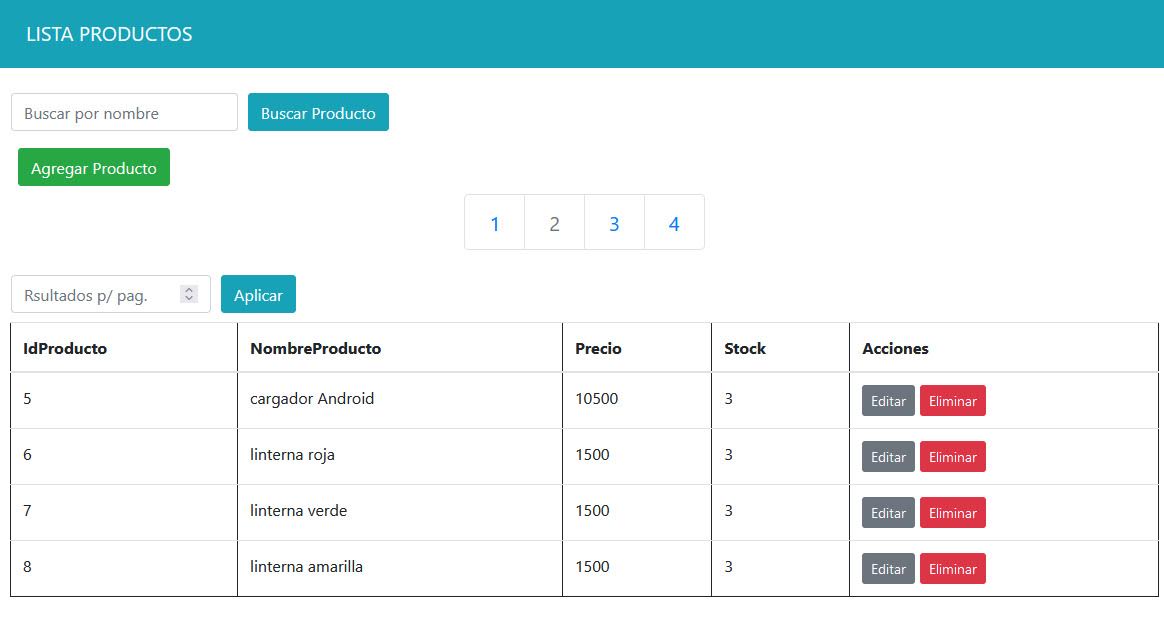 LISTA PRODUCTOS
Buscar por nombre Buscar Producto
Agregar Producto
1 2 3 4
Rsultados p/ pag. Aplicar
IdProducto NombreProducto Precio Stock Acciones
5 cargador Android 10500 3 Editar Eliminar
6 linterna roja 1500 3 Editar Eliminar
7 linterna verde 1500 3 Editar Eliminar
8 linterna amarilla 1500 3 Editar Eliminar